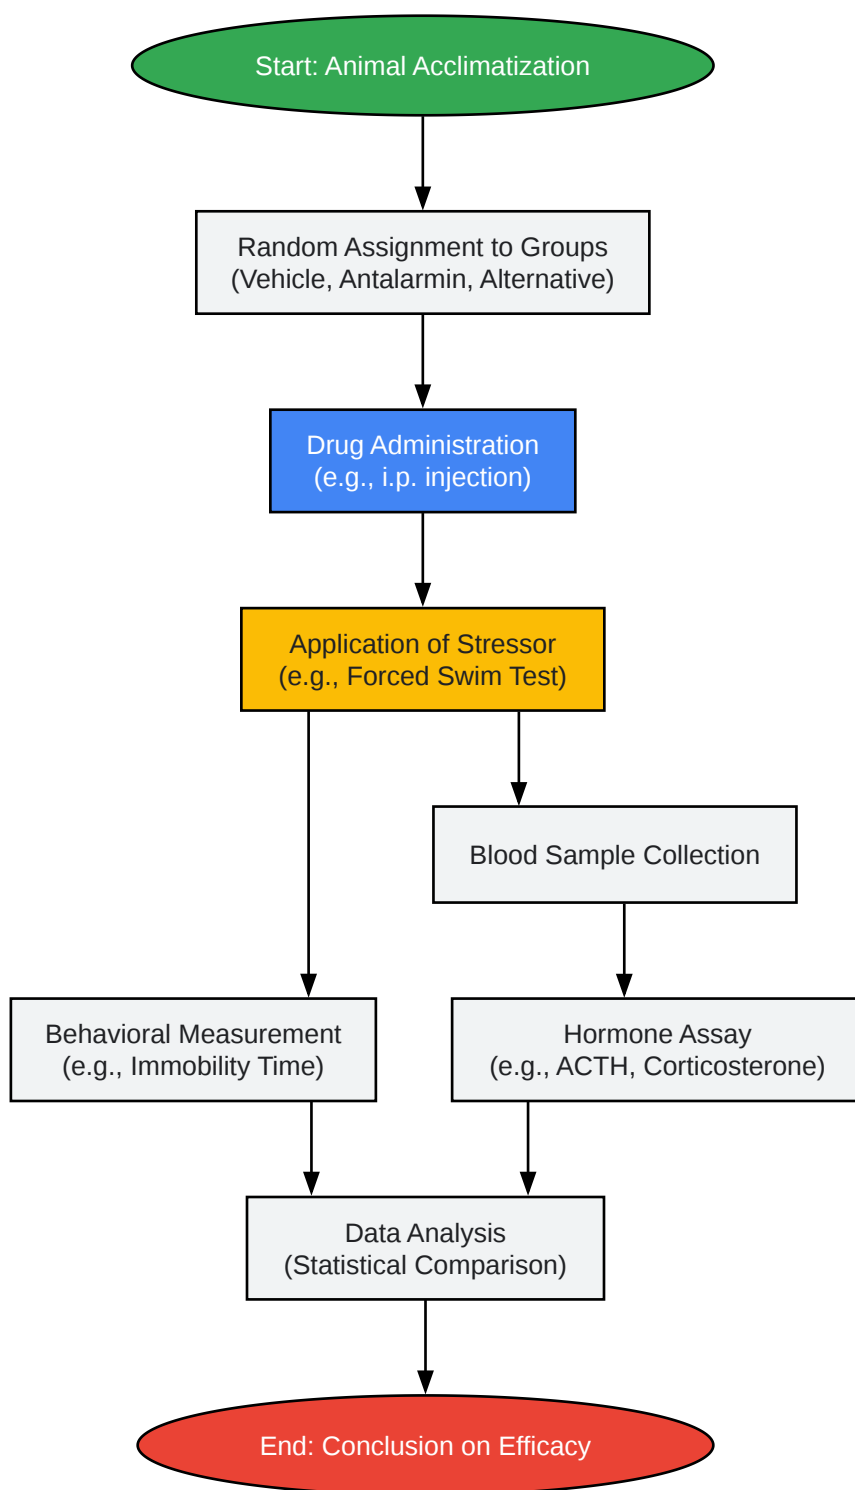 Start: Animal Acclimatization
Random Assignment to Groups
(Vehicle, Antalarmin, Alternative)
Drug Administration
(e.g., i.p. injection)
Application of Stressor
(e.g., Forced Swim Test)
Blood Sample Collection
Behavioral Measurement
(e.g., Immobility Time)
Hormone Assay
(e.g., ACTH, Corticosterone)
Data Analysis
(Statistical Comparison)
End: Conclusion on Efficacy